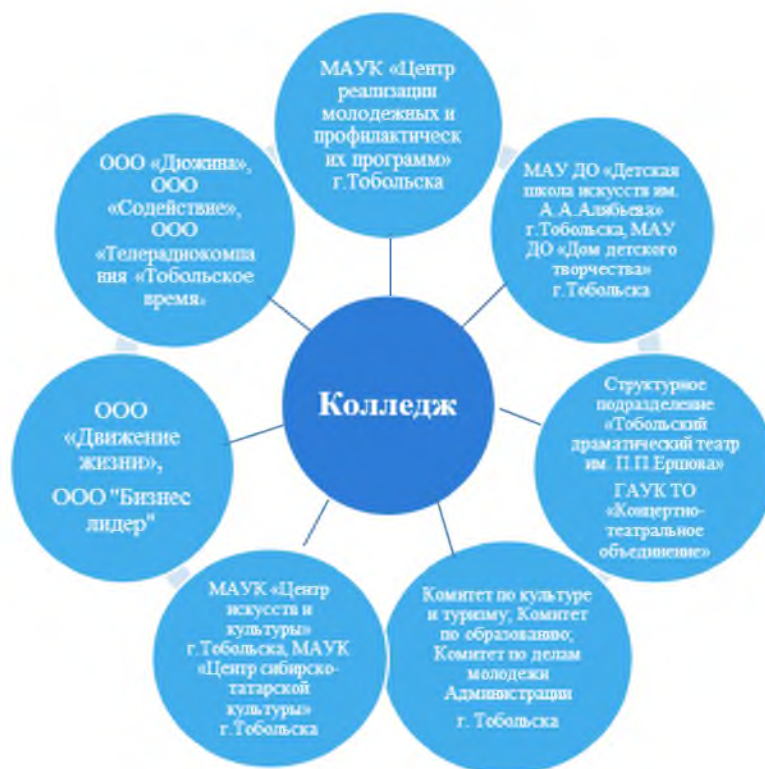 МАУК «Центр
реализации
молодежных и
профилактическ
их программ»
г.Тобольска
МАУ ДО «Детская
школа искусств им.
А.А.Алябьева»
г.Тобольска, МАУ
ДО «Дом детского
творчества»
г.Тобольска
Структурное
подразделение
«Тобольский
драматический театр
им. П.П.Ершова»
ГАУК ТО
«Концертно-
театральное
объединение»
Комитет по культуре
и туризму; Комитет
по образованию;
Комитет по делам
молодежи
Администрации
г. Тобольска
МАУК «Центр
искусств и
культуры»
г.Тобольска, МАУК
«Центр сибирско-
татарской
культуры»
г.Тобольска
ООО
«Движение
жизни»,
ООО "Бизнес
лидер"
ООО «Дюжина»,
ООО
«Содействие»,
ООО
«Телерадиокомпа
ния «Тобольское
время»
Колледж